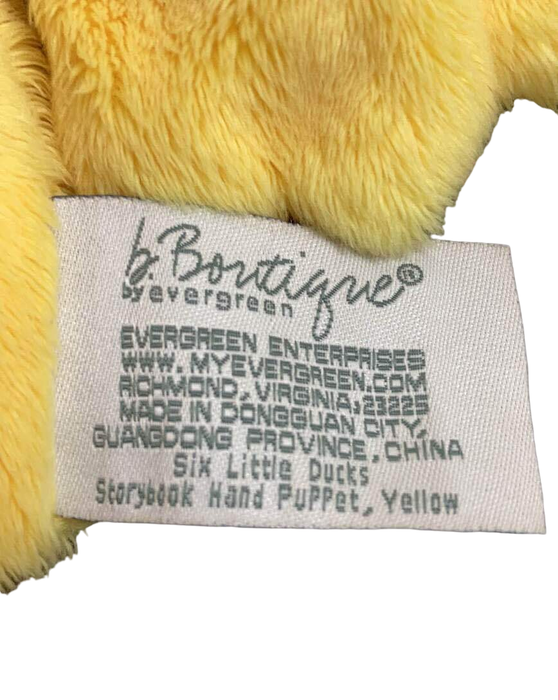 b. Boutique®
by evergreen
EVERGREEN ENTERPRISES
WWW.MYEVERGREEN.COM
RICHMOND, VIRGINIA, 23225
MADE IN DONGGUAN CITY,
GUANGDONG PROVINCE, CHINA
Six Little Ducks
Storybook Hand Puppet, Yellow